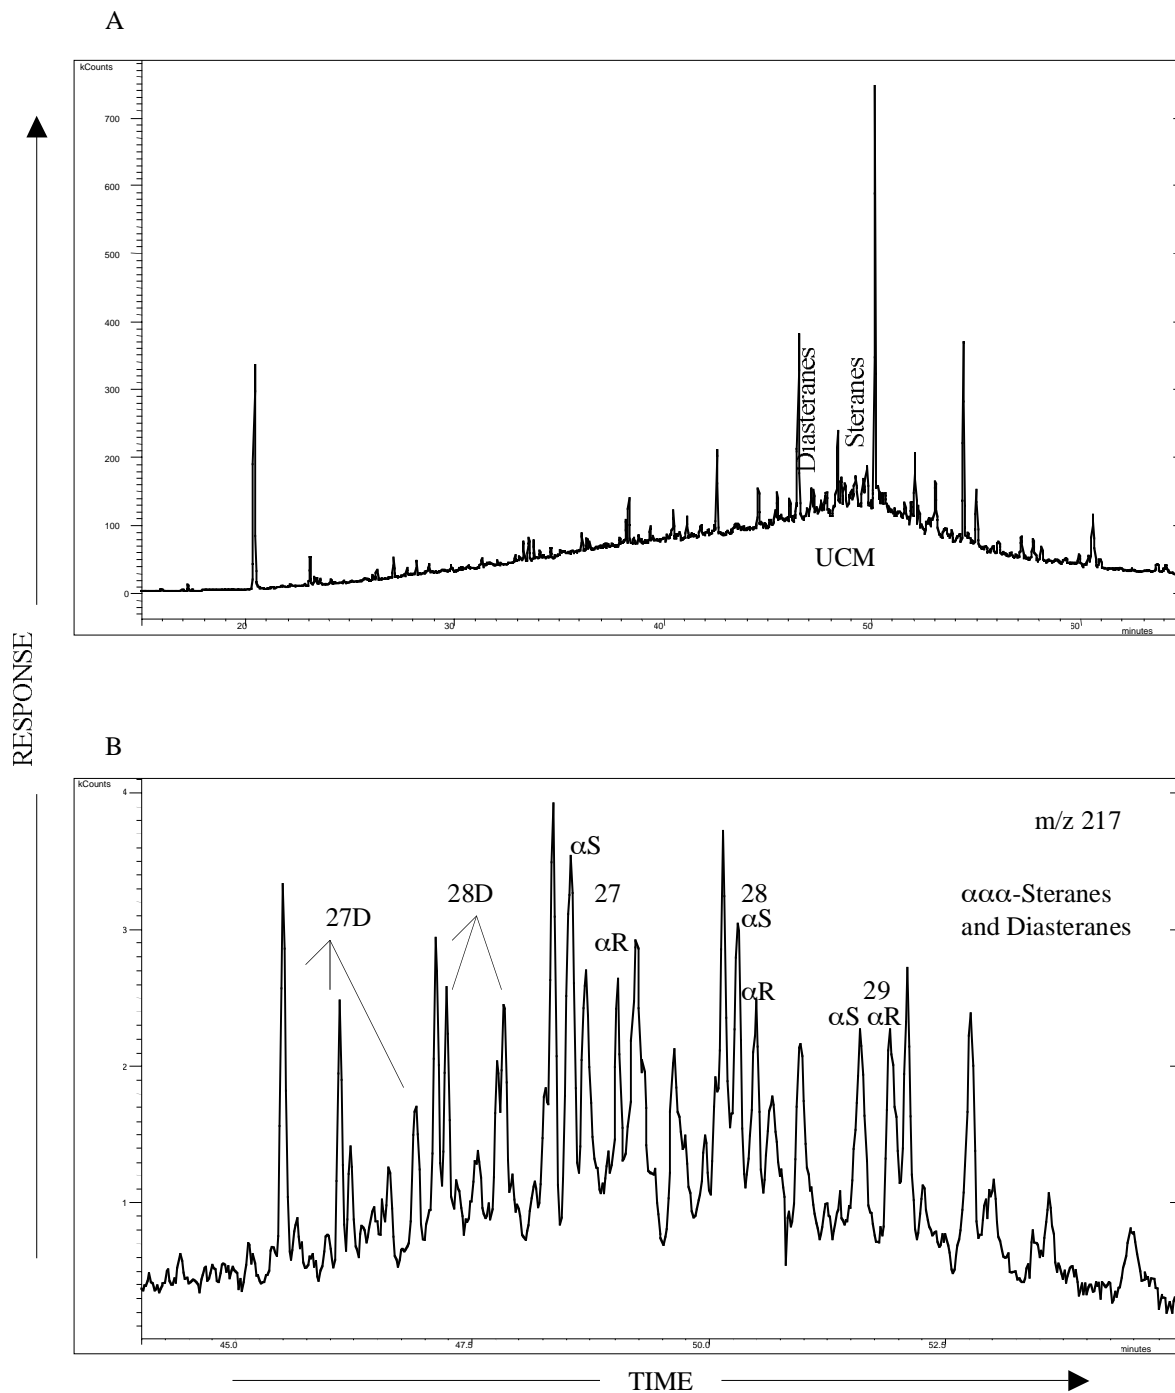 A
kCounts
700
600
500
400
300
200
100
0
Diasteranes
Steranes
UCM
20
30
40
50
60
minutes
RESPONSE
B
kCounts
4
3
2
1
m/z 217
ααα-Steranes
and Diasteranes
27D
28D
αS
27
αR
28
αS
αR
29
αS αR
45.0
47.5
50.0
52.5
minutes
TIME